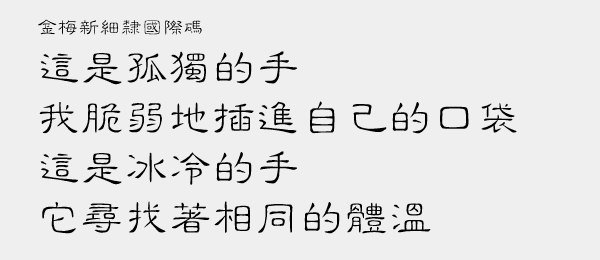 金梅新細隸國際碼
這是孤獨的手
我脆弱地插進自己的口袋
這是冰冷的手
它尋找著相同的體溫